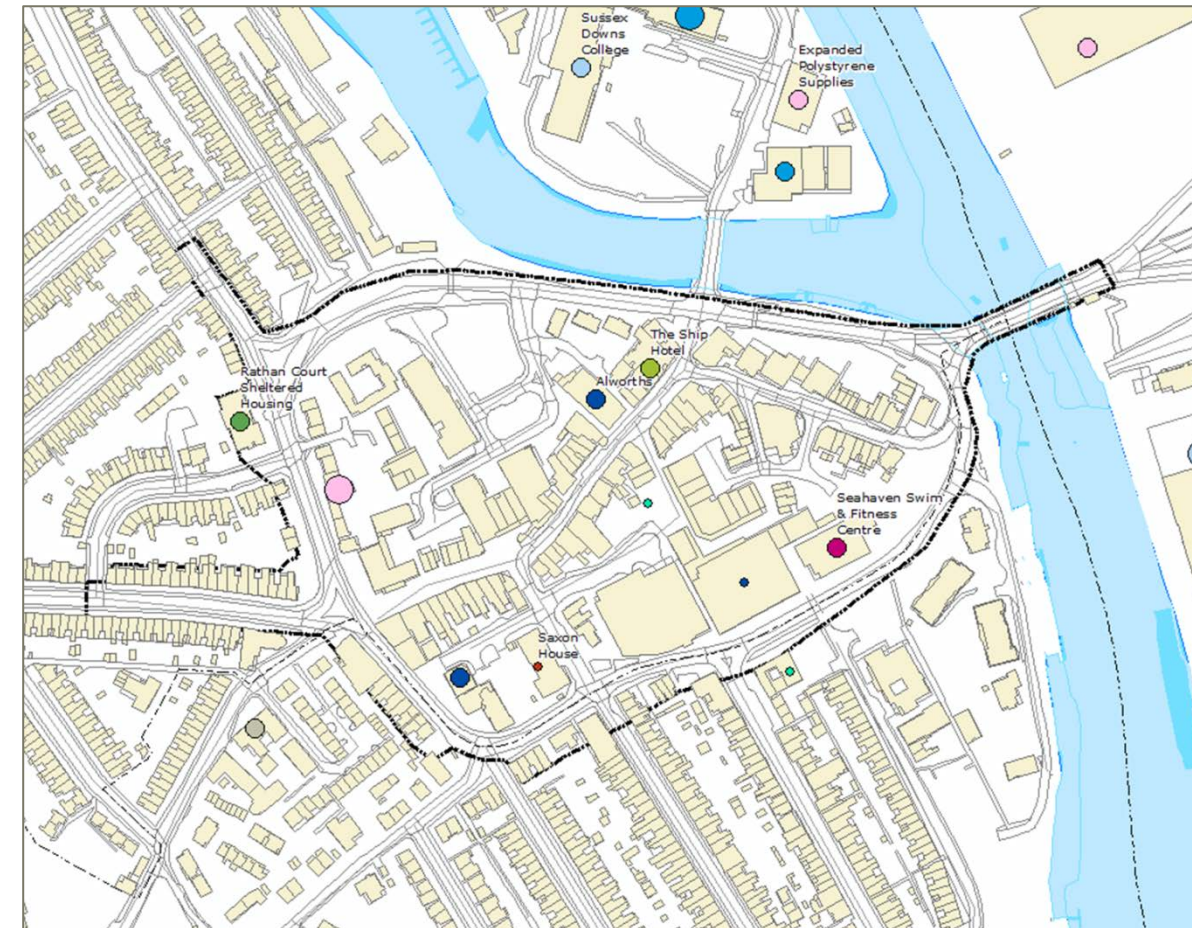 Sussex
Downs
College
Expanded
Polystyrene
Supplies
The Ship
Hotel
Alworths
Rathan Court
Sheltered
Housing
Seahaven Swim
& Fitness
Centre
Saxon
House